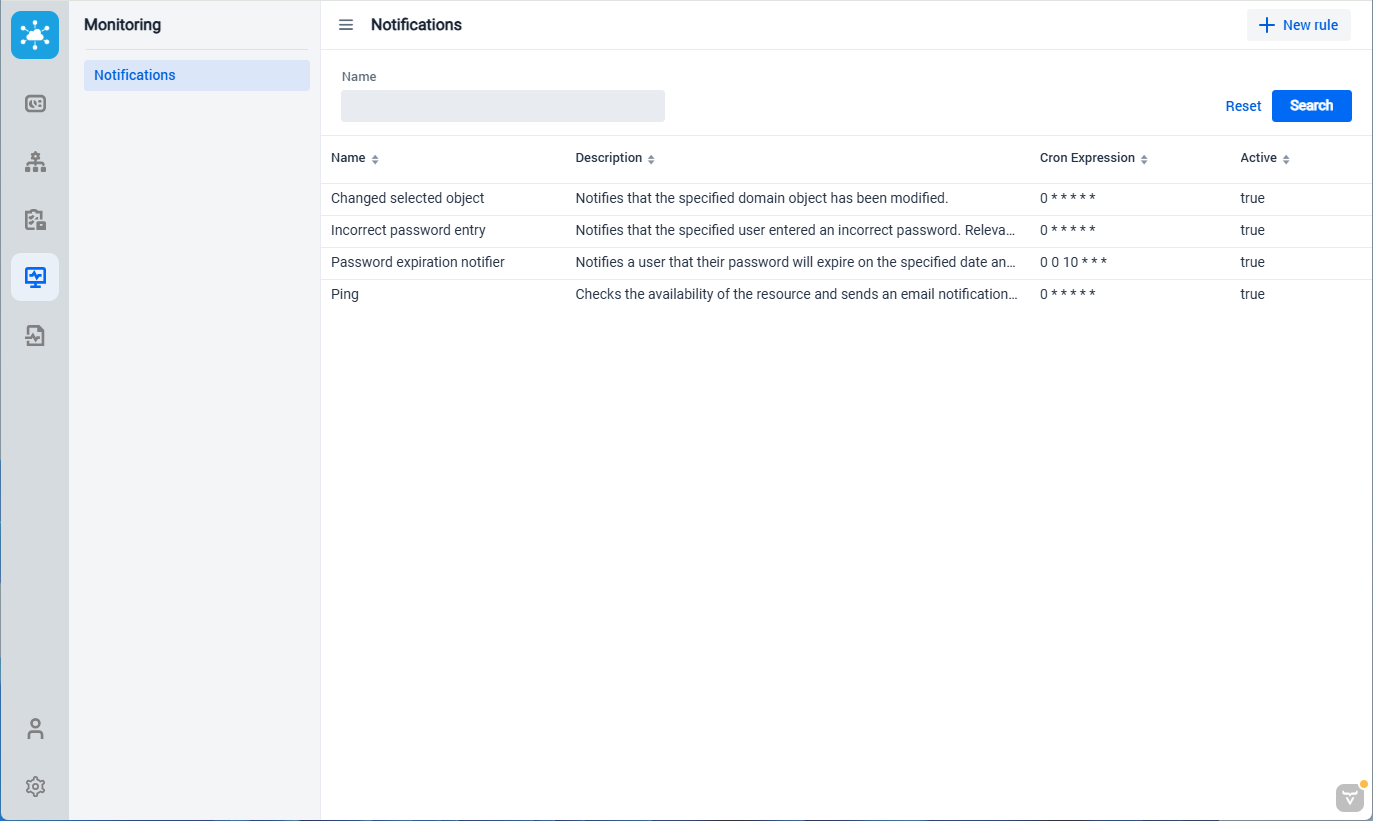 Monitoring
Notifications
Notifications
New rule
Name
Reset
Search
Name Description Cron Expression Active
Changed selected object Notifies that the specified domain object has been modified. 0 * * * * * true
Incorrect password entry Notifies that the specified user entered an incorrect password. Releva... 0 * * * * * true
Password expiration notifier Notifies a user that their password will expire on the specified date an... 0 0 10 * * * true
Ping Checks the availability of the resource and sends an email notification... 0 * * * * * true